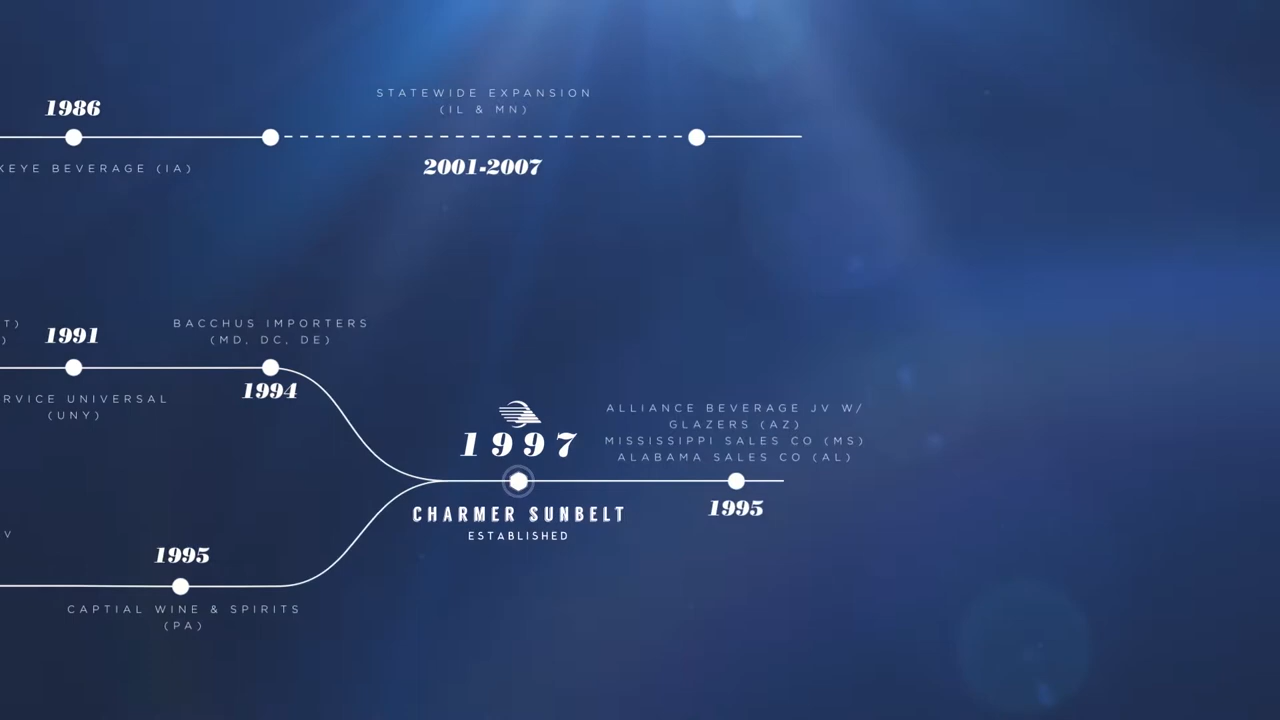 STATEWIDE EXPANSION
(IL & MN)
1986
2001-2007
KEYE BEVERAGE (IA)
T)
)
1991
BACCHUS IMPORTERS
(MD, DC, DE)
1994
RVICE UNIVERSAL
(UNY)
1997
ALLIANCE BEVERAGE JV W/
GLAZERS (AZ)
MISSISSIPPI SALES CO (MS)
ALABAMA SALES CO (AL)
1995
CHARMER SUNBELT
ESTABLISHED
V
1995
CAPTIAL WINE & SPIRITS
(PA)